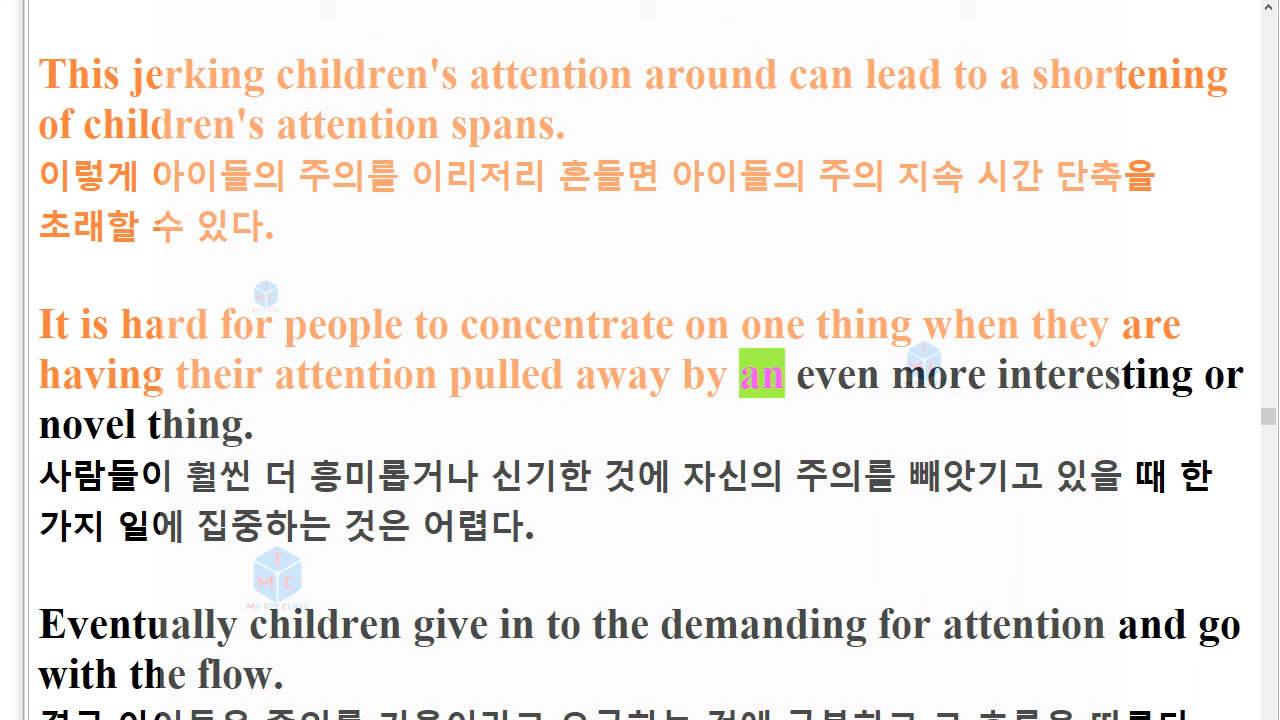 This jerking children's attention around can lead to a shortening
of children's attention spans.
이렇게 아이들의 주의를 이리저리 흔들면 아이들의 주의 지속 시간 단축을
초래할 수 있다.
It is hard for people to concentrate on one thing when they are
having their attention pulled away by an even more interesting or
novel thing.
사람들이 훨씬 더 흥미롭거나 신기한 것에 자신의 주의를 빼앗기고 있을 때 한
가지 일에 집중하는 것은 어렵다.
T
M C
MY TOP CLASS
Eventually children give in to the demanding for attention and go
with the flow.